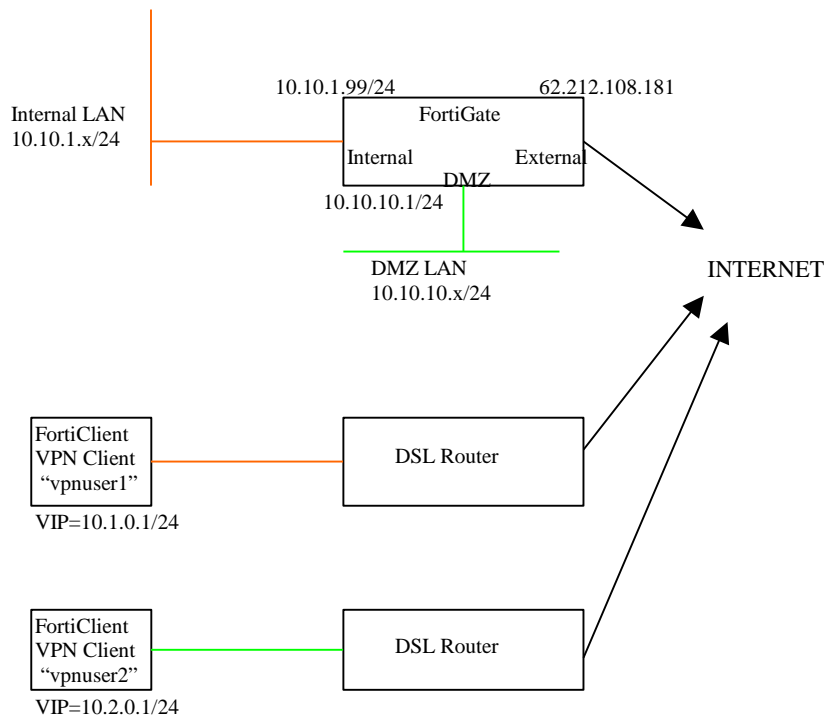 10.10.1.99/24
62.212.108.181
Internal LAN
10.10.1.x/24
FortiGate
Internal
External
DMZ
10.10.10.1/24
DMZ LAN
10.10.10.x/24
INTERNET
FortiClient
VPN Client
“vpnuser1”
DSL Router
VIP=10.1.0.1/24
FortiClient
VPN Client
“vpnuser2”
DSL Router
VIP=10.2.0.1/24